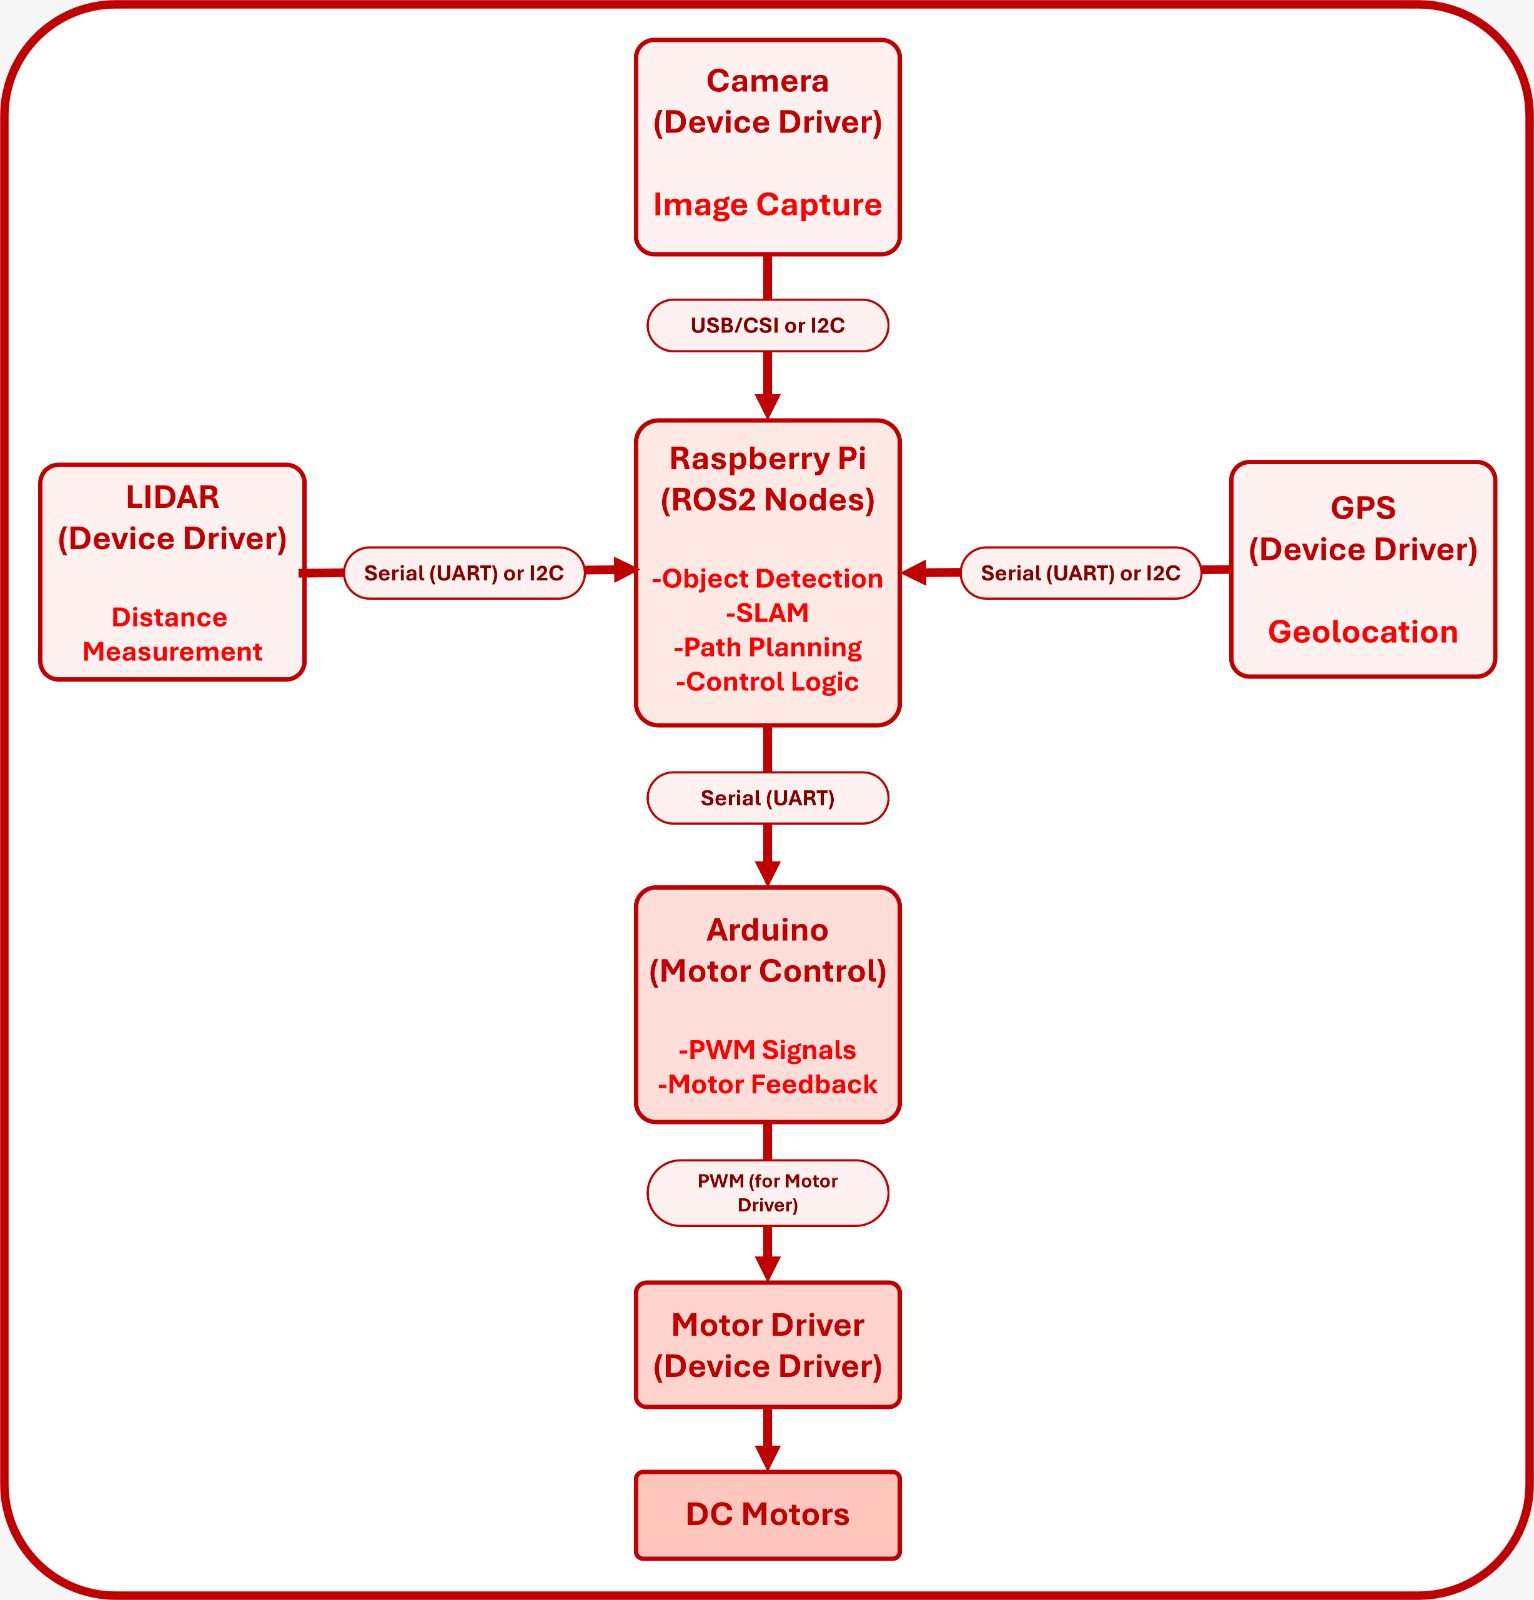 Camera
(Device Driver)
Image Capture
USB/CSI or I2C
LIDAR
(Device Driver)
Distance
Measurement
Serial (UART) or I2C
Raspberry Pi
(ROS2 Nodes)
-Object Detection
-SLAM
-Path Planning
-Control Logic
Serial (UART) or I2C
GPS
(Device Driver)
Geolocation
Serial (UART)
Arduino
(Motor Control)
-PWM Signals
-Motor Feedback
PWM (for Motor
Driver)
Motor Driver
(Device Driver)
DC Motors